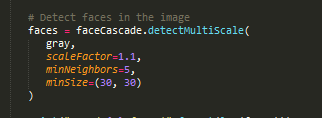 # Detect faces in the image
faces = faceCascade.detectMultiScale(
gray,
scaleFactor=1.1,
minNeighbors=5,
minSize=(30, 30)
)